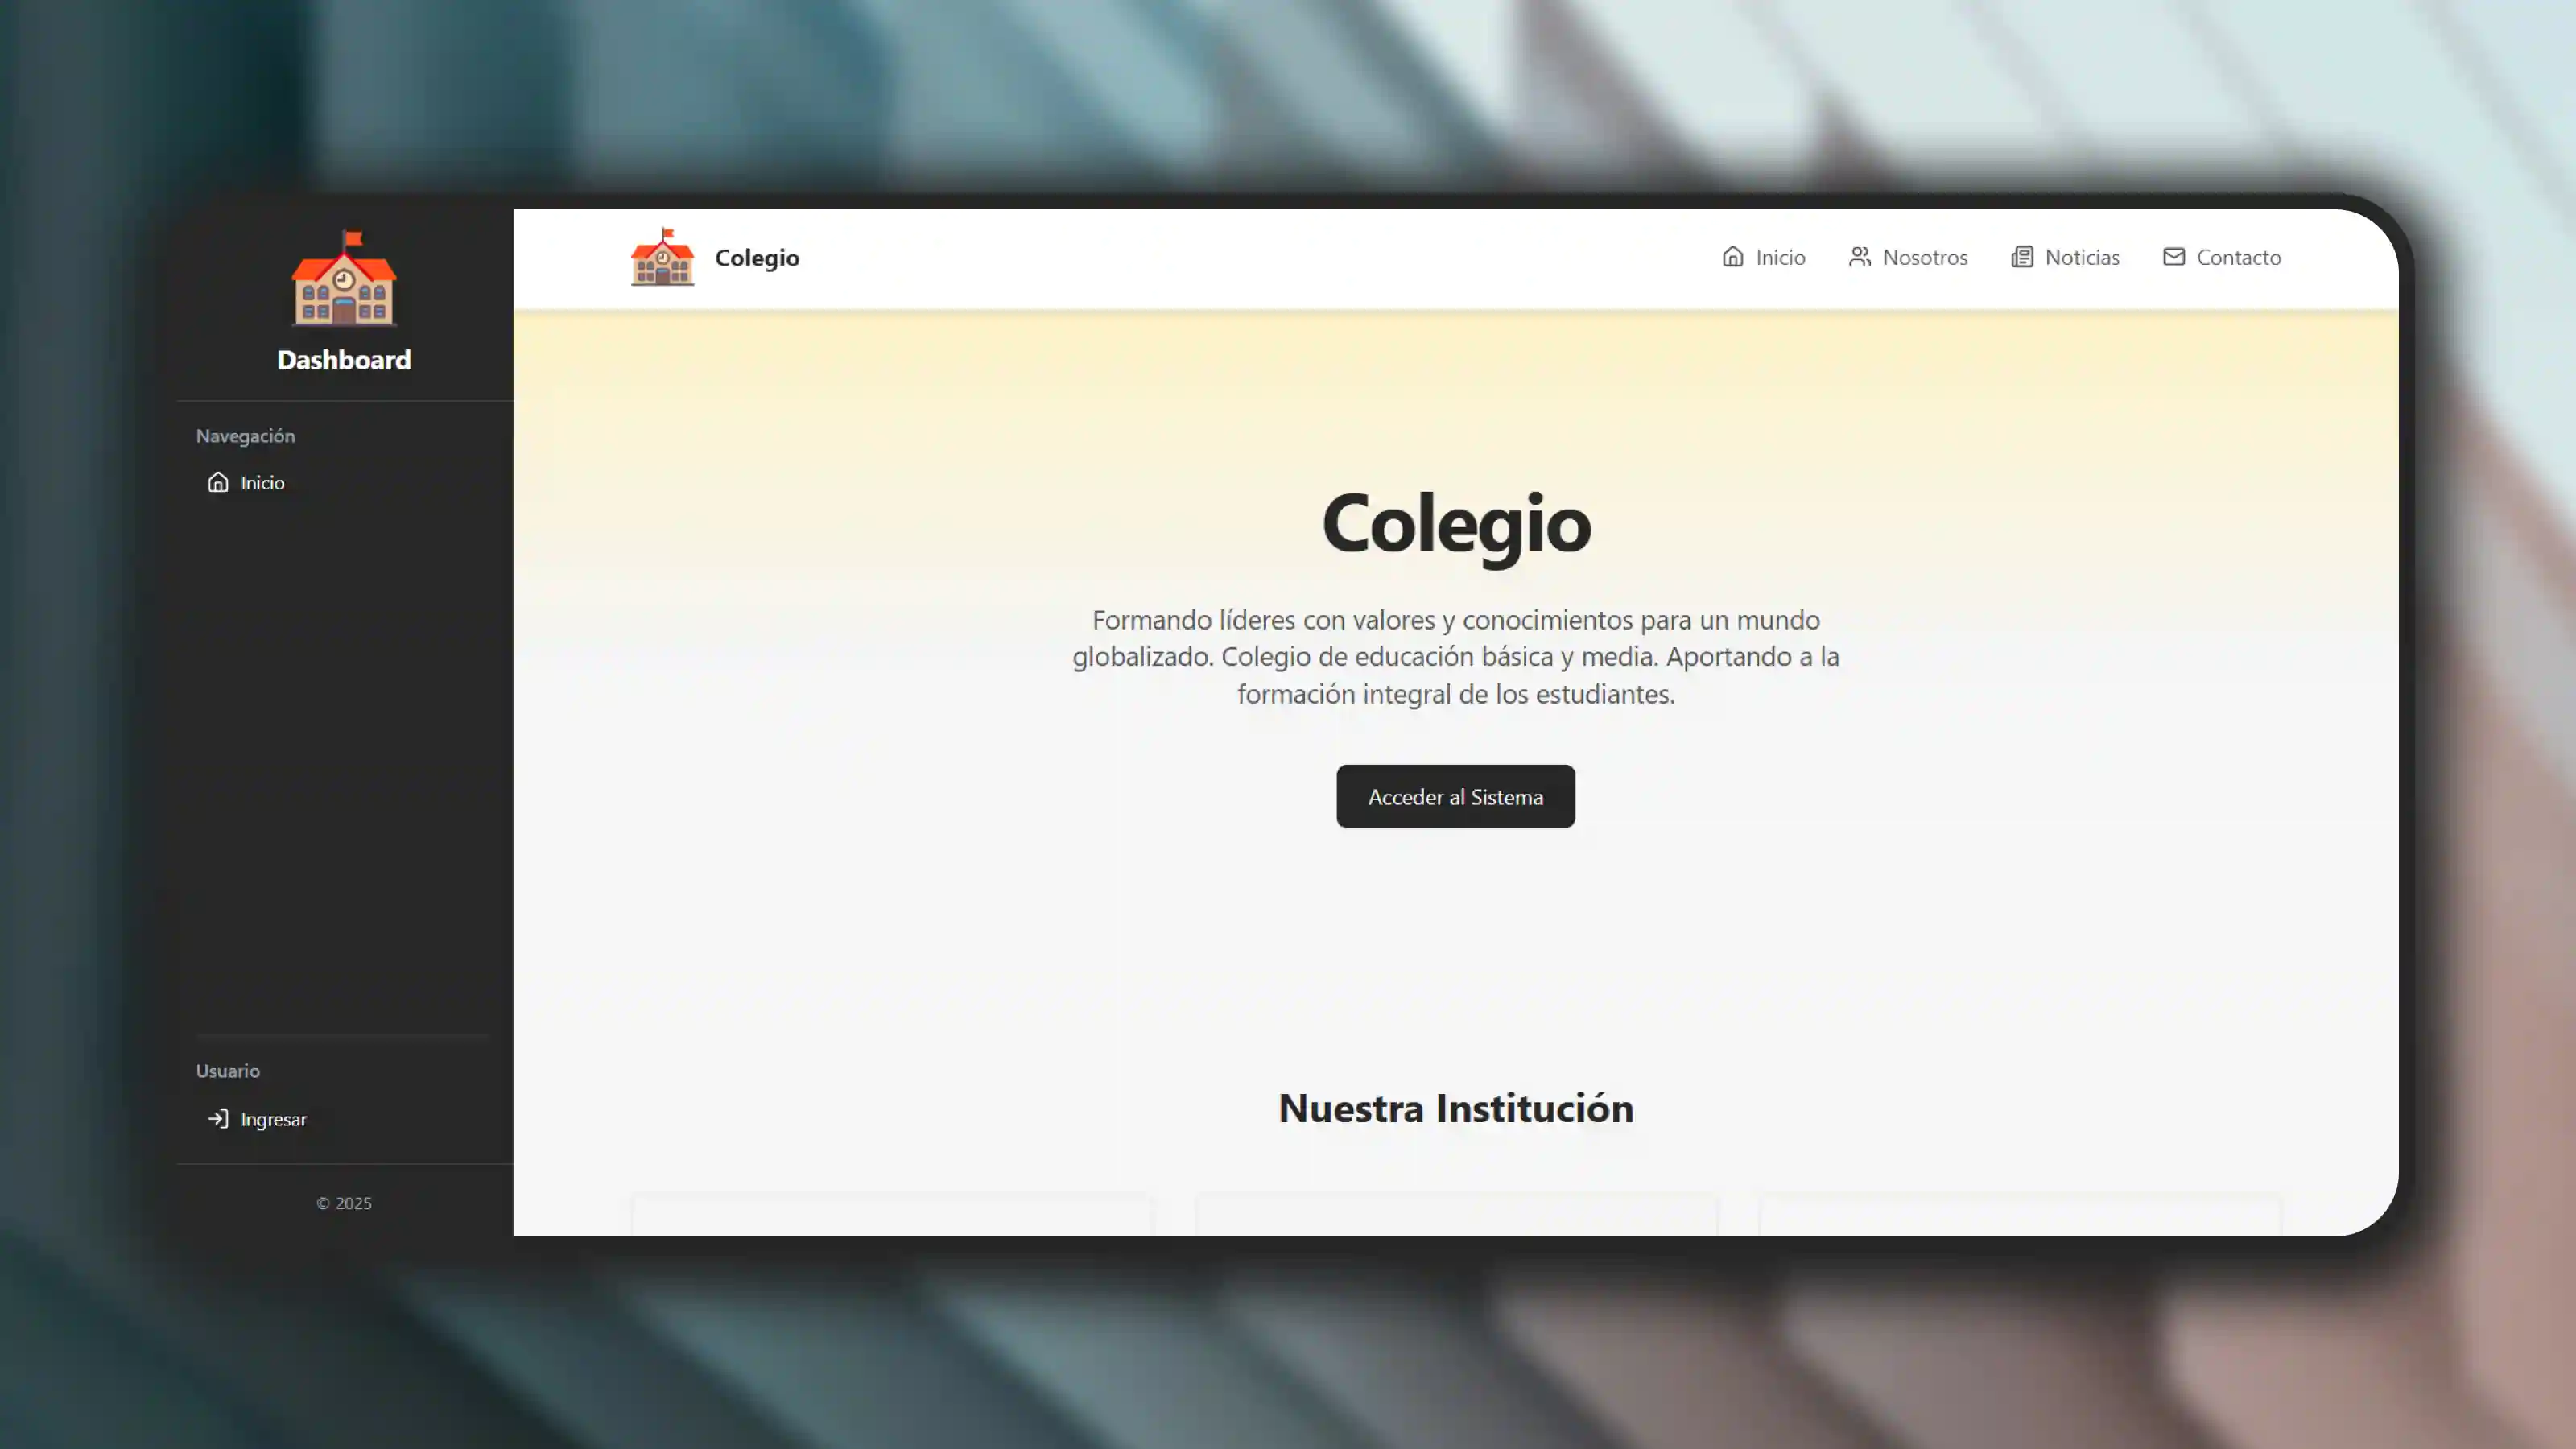 Dashboard
Navegación
Inicio
Usuario
Ingresar
© 2025
Colegio
Inicio
Nosotros
Noticias
Contacto
Colegio
Formando líderes con valores y conocimientos para un mundo
globalizado. Colegio de educación básica y media. Aportando a la
formación integral de los estudiantes.
Acceder al Sistema
Nuestra Institución